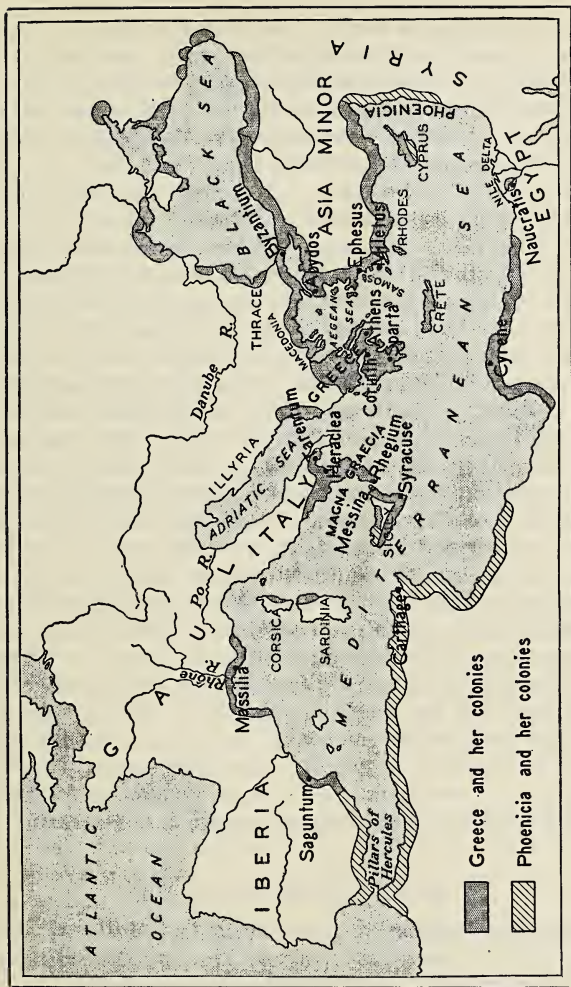 ATLANTIC
OCEAN
GAUL
Rhône R.
Po R.
Danube R.
BLACK SEA
THRACE
MACEDONIA
Byzantium
Abydos
ASIA MINOR
SYRIA
PHOENICIA
CYPRUS
RHODES
Ephesus
Miletus
SAMOS
AEGEAN
SEA
GREECE
Athens
Corinth
Sparta
CRETE
ILLYRIA
ADRIATIC SEA
ITALY
Tarentum
Heraclea
MAGNA GRAECIA
Rhegium
Messina
SICILY
Syracuse
CORSICA
SARDINIA
Massilia
IBERIA
Saguntum
Pillars of
Hercules
Carthage
MEDITERRANEAN SEA
Cyrene
NILE DELTA
Naucratis
EGYPT
Greece and her colonies
Phoenicia and her colonies